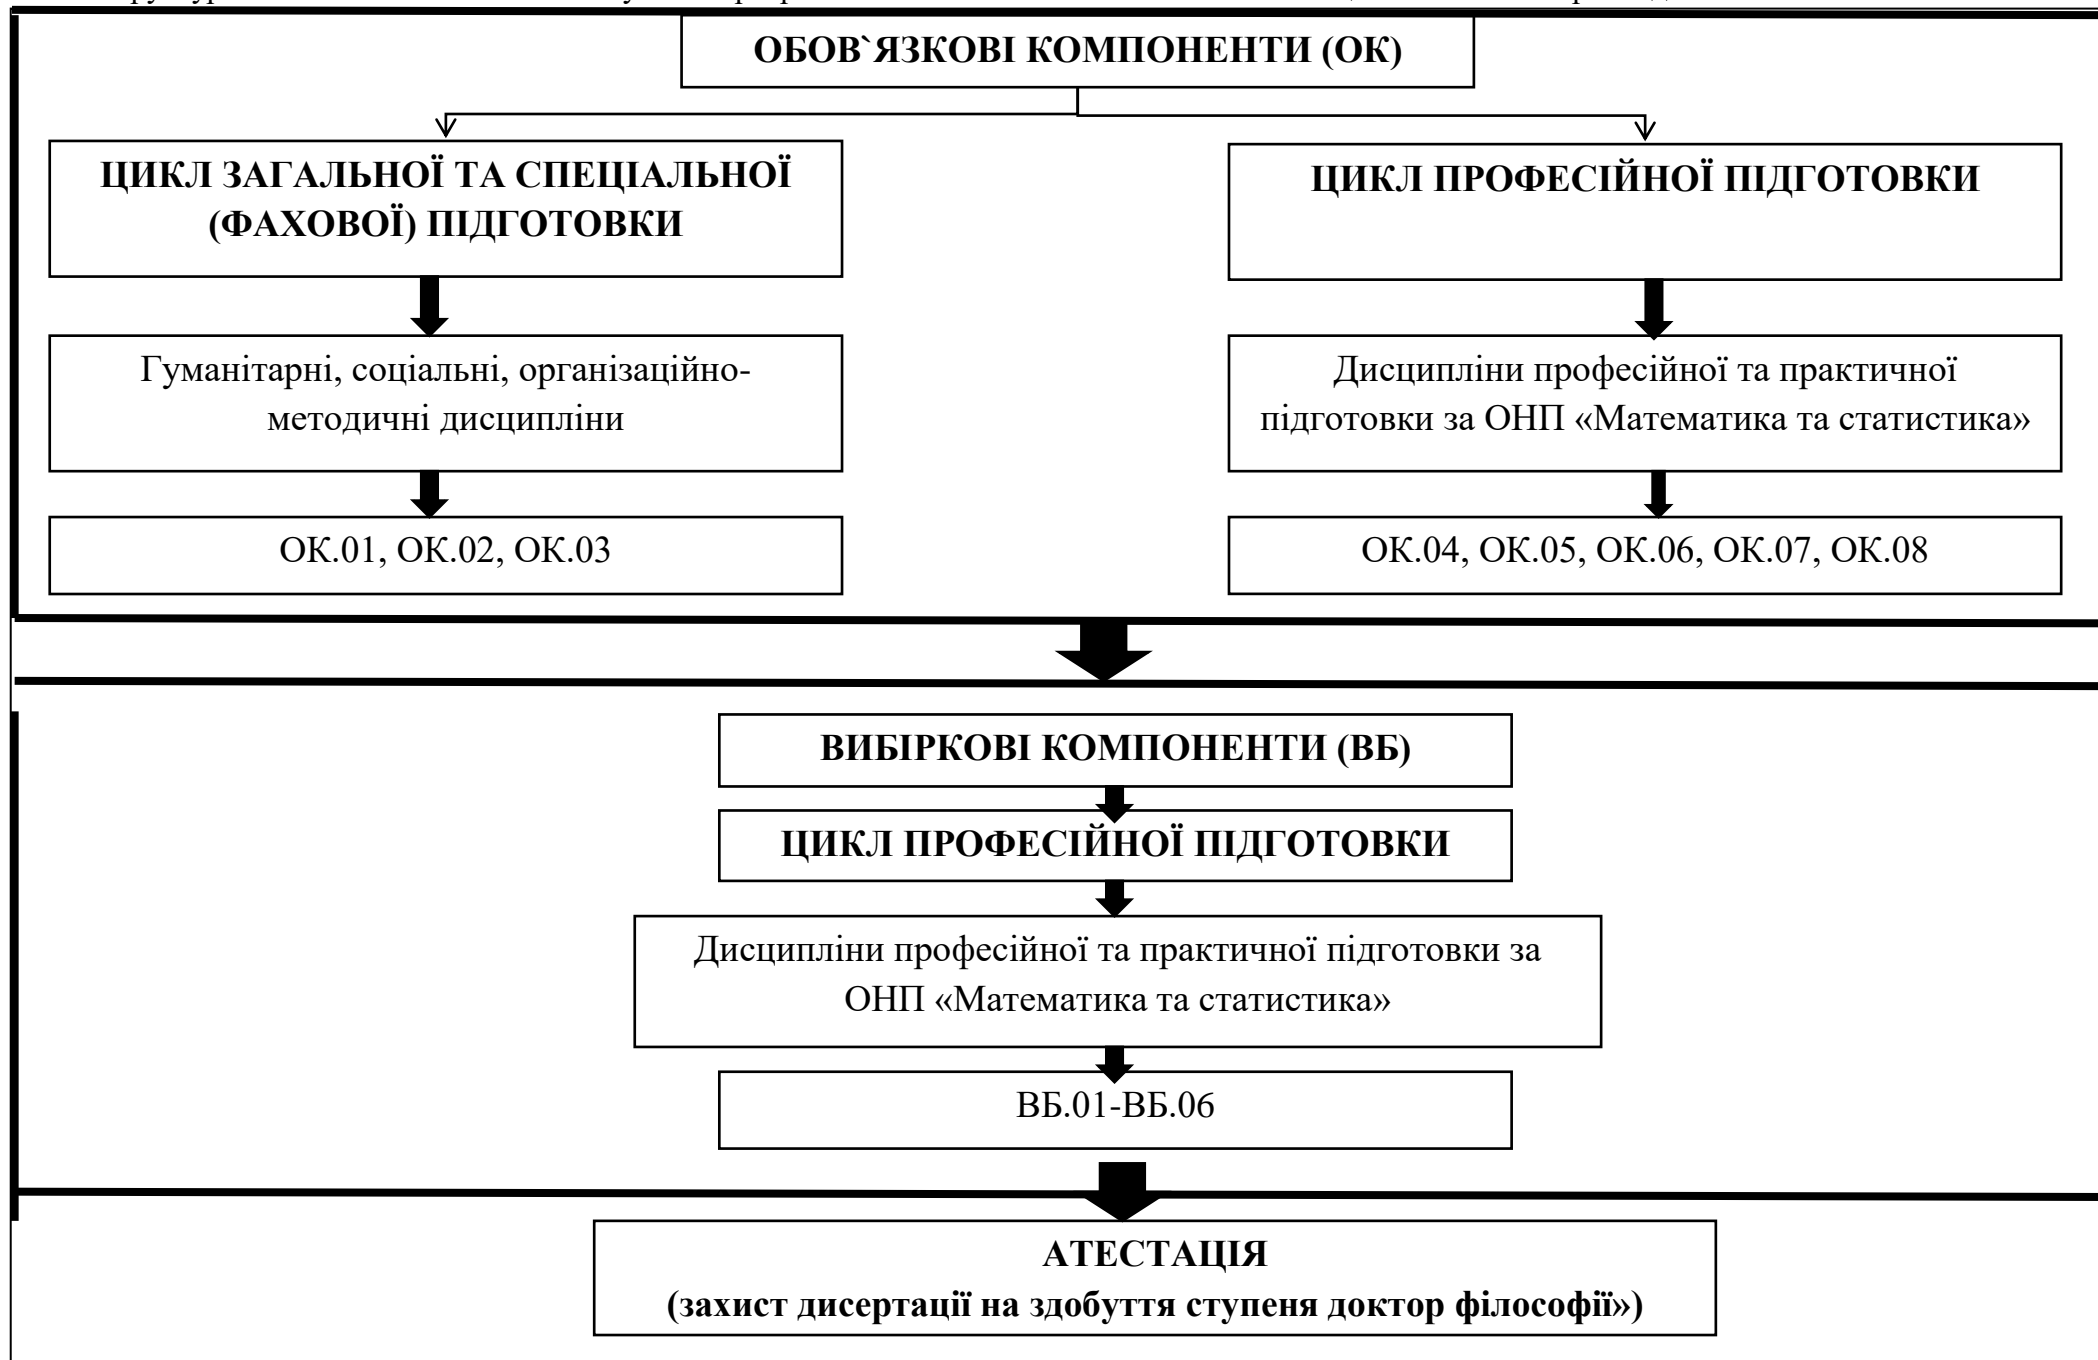 ОБОВ`ЯЗКОВІ КОМПОНЕНТИ (ОК)
ЦИКЛ ЗАГАЛЬНОЇ ТА СПЕЦІАЛЬНОЇ
(ФАХОВОЇ) ПІДГОТОВКИ
ЦИКЛ ПРОФЕСІЙНОЇ ПІДГОТОВКИ
Гуманітарні, соціальні, організаційно-
методичні дисципліни
Дисципліни професійної та практичної
підготовки за ОНП «Математика та статистика»
ОК.01, ОК.02, ОК.03
ОК.04, ОК.05, ОК.06, ОК.07, ОК.08
ВИБІРКОВІ КОМПОНЕНТИ (ВБ)
ЦИКЛ ПРОФЕСІЙНОЇ ПІДГОТОВКИ
Дисципліни професійної та практичної підготовки за
ОНП «Математика та статистика»
ВБ.01-ВБ.06
АТЕСТАЦІЯ
(захист дисертації на здобуття ступеня доктор філософії»)